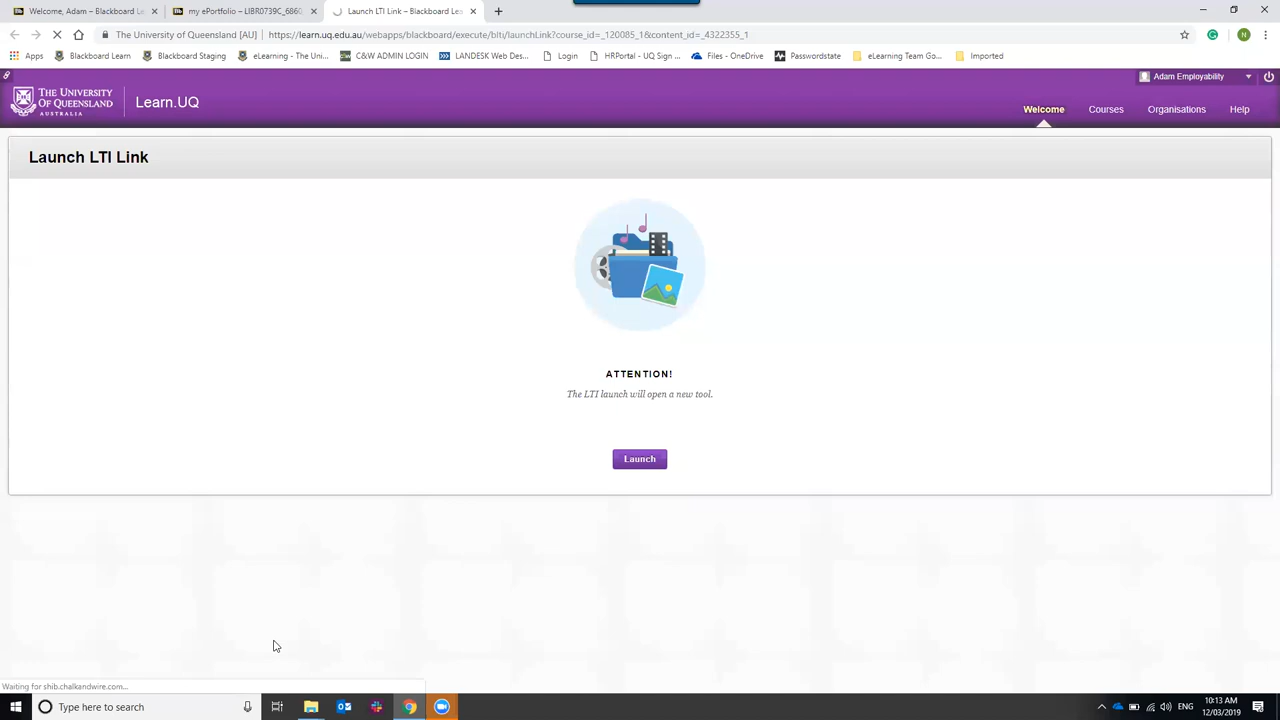 Welcome, Adam – Blackboard Le
my ePortfolio – LIBR0739C_6860
Launch LTI Link – Blackboard Lea
The University of Queensland [AU]
https://learn.uq.edu.au/webapps/blackboard/execute/blti/launchLink?course_id=_120085_1&content_id=_4322355_1
N
Apps
Blackboard Learn
Blackboard Staging
eLearning - The Uni...
C&W ADMIN LOGIN
LANDESK Web Des...
Login
HRPortal - UQ Sign ...
Files - OneDrive
Passwordstate
eLearning Team Go...
Imported
Adam Employability
THE UNIVERSITY
OF QUEENSLAND
AUSTRALIA
Learn.UQ
Welcome
Courses
Organisations
Help
Launch LTI Link
ATTENTION!
The LTI launch will open a new tool.
Launch
Waiting for shib.chalkandwire.com...
Type here to search
ENG
10:13 AM
12/03/2019